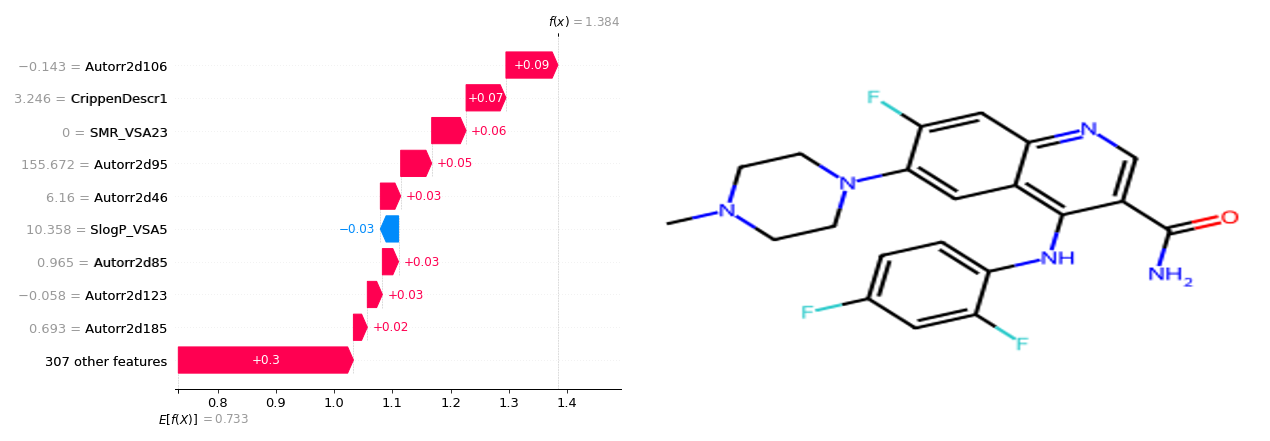 f(x) = 1.384
−0.143 = Autorr2d106 +0.09
3.246 = CrippenDescr1 +0.07
0 = SMR_VSA23 +0.06
155.672 = Autorr2d95 +0.05
6.16 = Autorr2d46 +0.03
10.358 = SlogP_VSA5 −0.03
0.965 = Autorr2d85 +0.03
−0.058 = Autorr2d123 +0.03
0.693 = Autorr2d185 +0.02
307 other features +0.3
0.8 0.9 1.0 1.1 1.2 1.3 1.4
E[f(X)] = 0.733
F
N
N
N
O
NH
NH₂
F
F